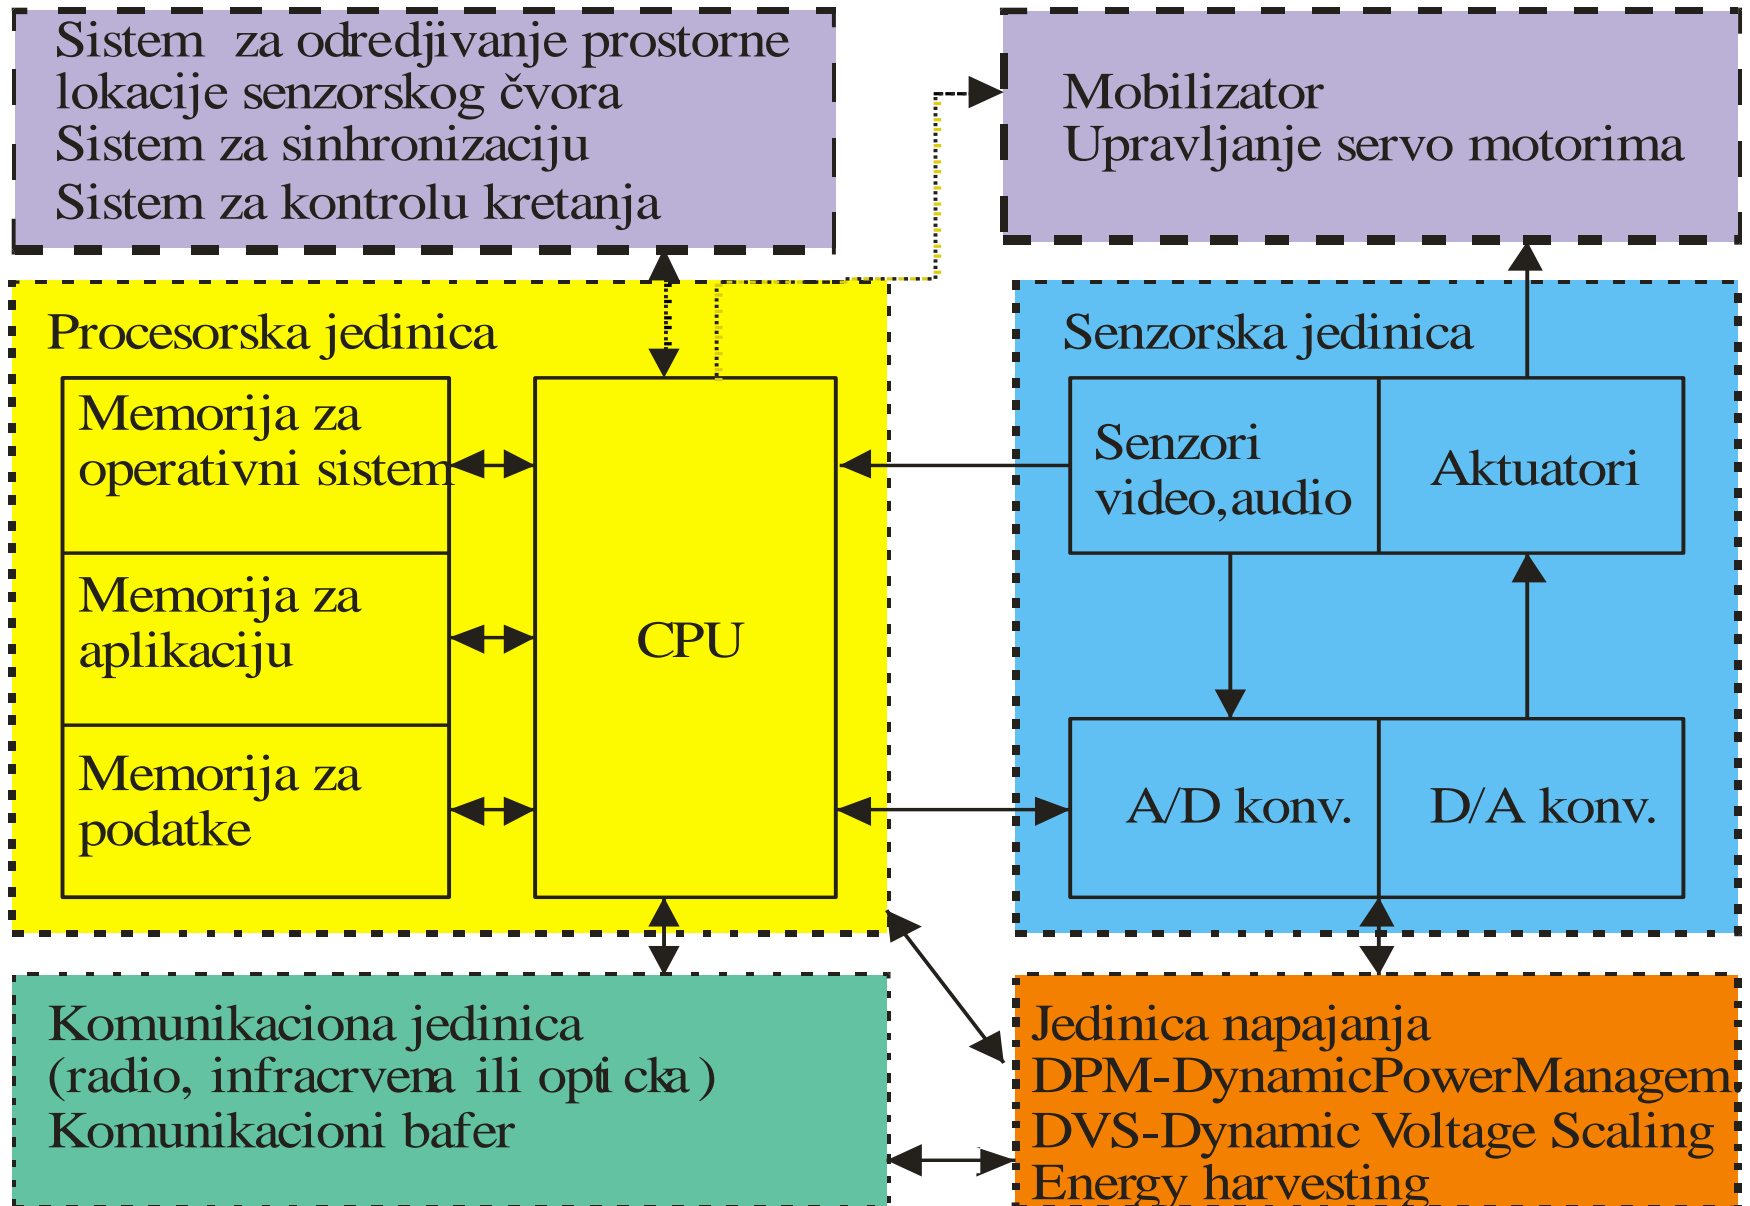 Sistem za odredjivanje prostorne
lokacije senzorskog čvora
Sistem za sinhronizaciju
Sistem za kontrolu kretanja
Mobilizator
Upravljanje servo motorima
Procesorska jedinica
Memorija za
operativni sistem
Memorija za
aplikaciju
Memorija za
podatke
CPU
Senzorska jedinica
Senzori
video,audio
Aktuatori
A/D konv.
D/A konv.
Komunikaciona jedinica
(radio, infracrvena ili opticka)
Komunikacioni bafer
Jedinica napajanja
DPM-DynamicPowerManagem.
DVS-Dynamic Voltage Scaling
Energy harvesting